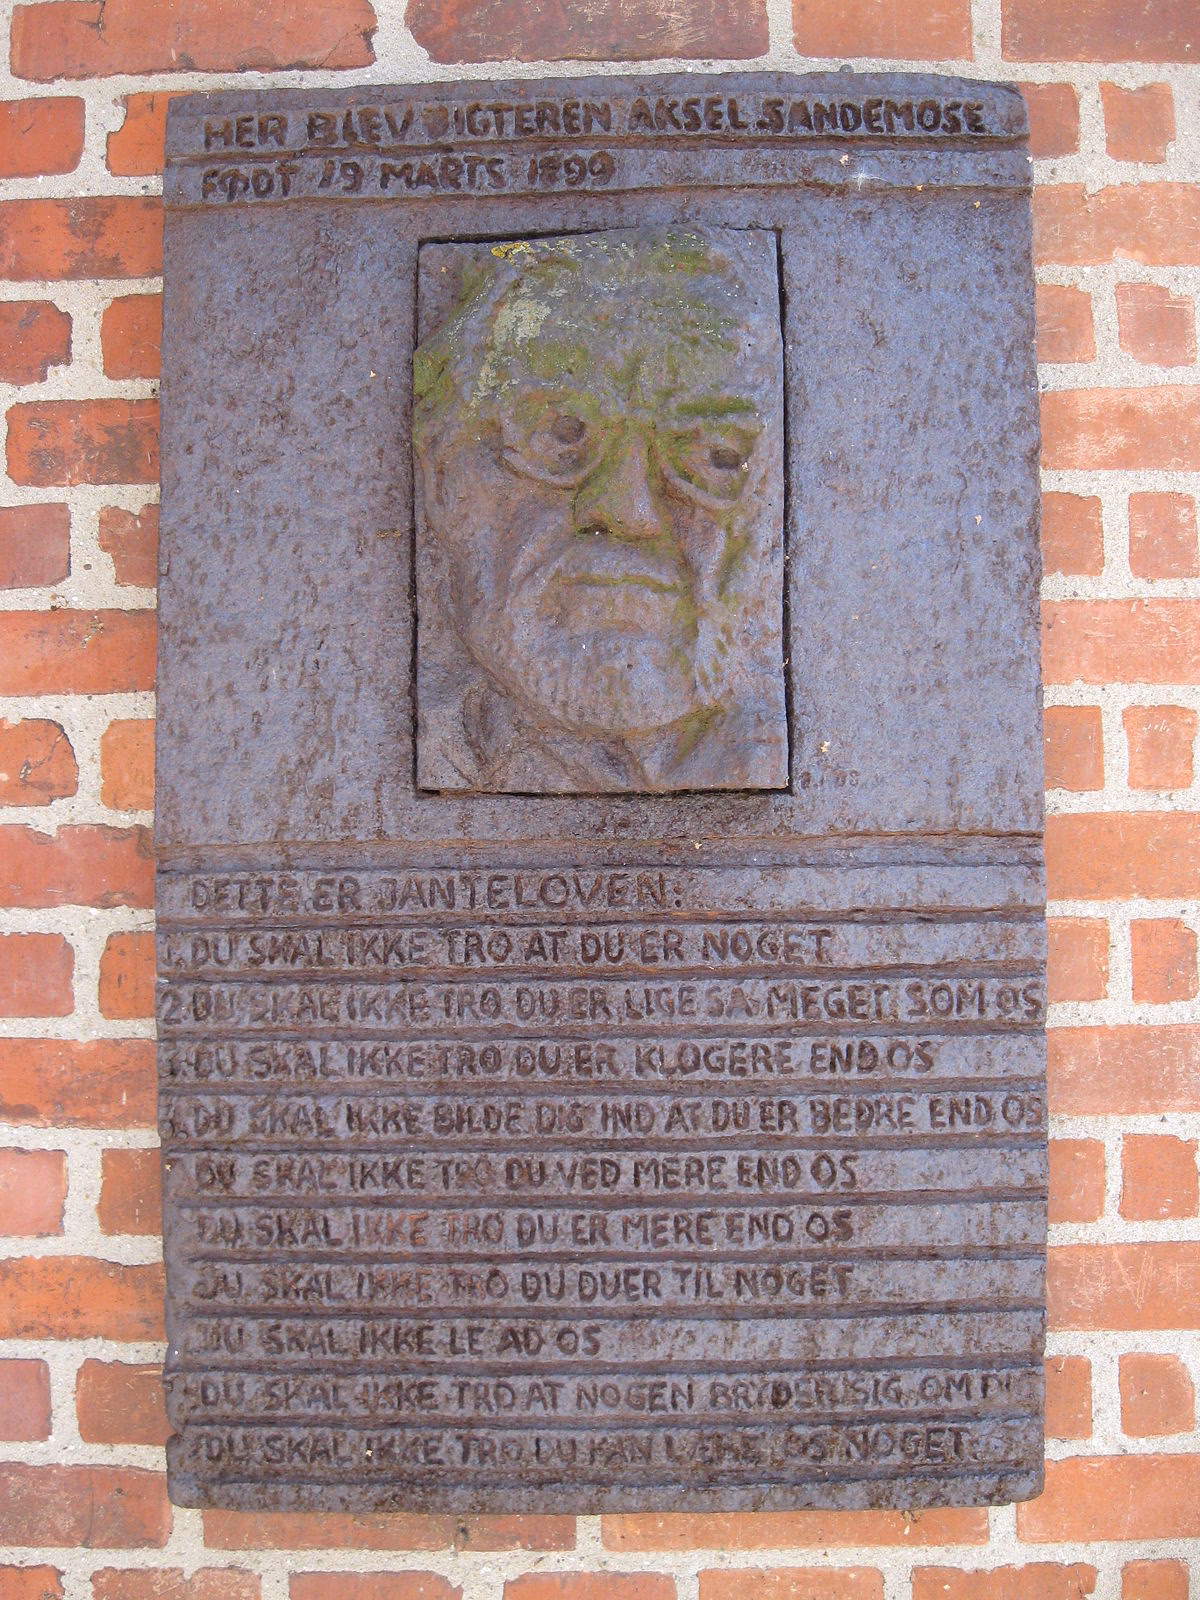 HER BLEV DIGTEREN AKSEL SANDEMOSE
FØDT 19 MARTS 1899
DETTE ER JANTELOVEN:
1. DU SKAL IKKE TRO AT DU ER NOGET
2. DU SKAL IKKE TRO DU ER LIGE SA MEGET SOM OS
3. DU SKAL IKKE TRO DU ER KLOGERE END OS
DU SKAL IKKE BILDE DIG IND AT DU ER BEDRE END OS
DU SKAL IKKE TRO DU VED MERE END OS
DU SKAL IKKE TRO DU ER MERE END OS
DU SKAL IKKE TRO DU DUER TIL NOGET
DU SKAL IKKE LE AD OS
DU SKAL IKKE TRO AT NOGEN BRYDER SIG OM DIG
DU SKAL IKKE TRO DU KAN LÆRE OS NOGET